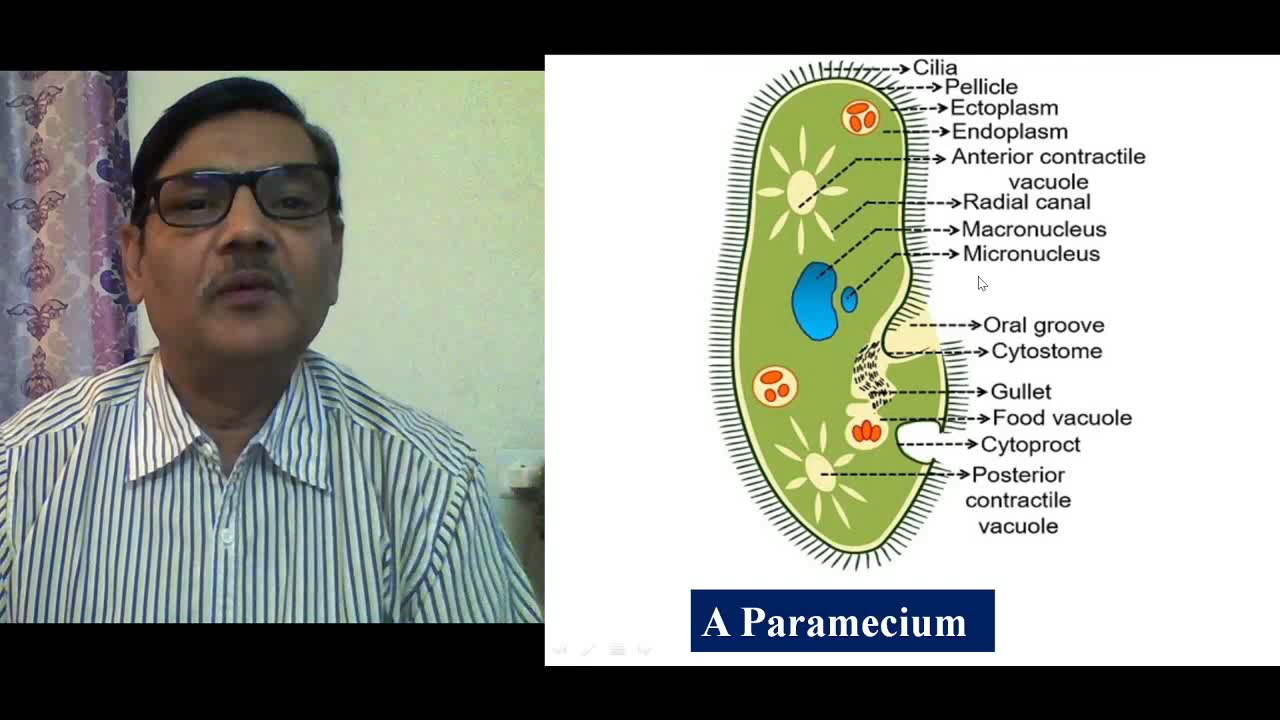 Cilia
Pellicle
Ectoplasm
Endoplasm
Anterior contractile
vacuole
Radial canal
Macronucleus
Micronucleus
Oral groove
Cytostome
Gullet
Food vacuole
Cytoproct
Posterior
contractile
vacuole
A Paramecium